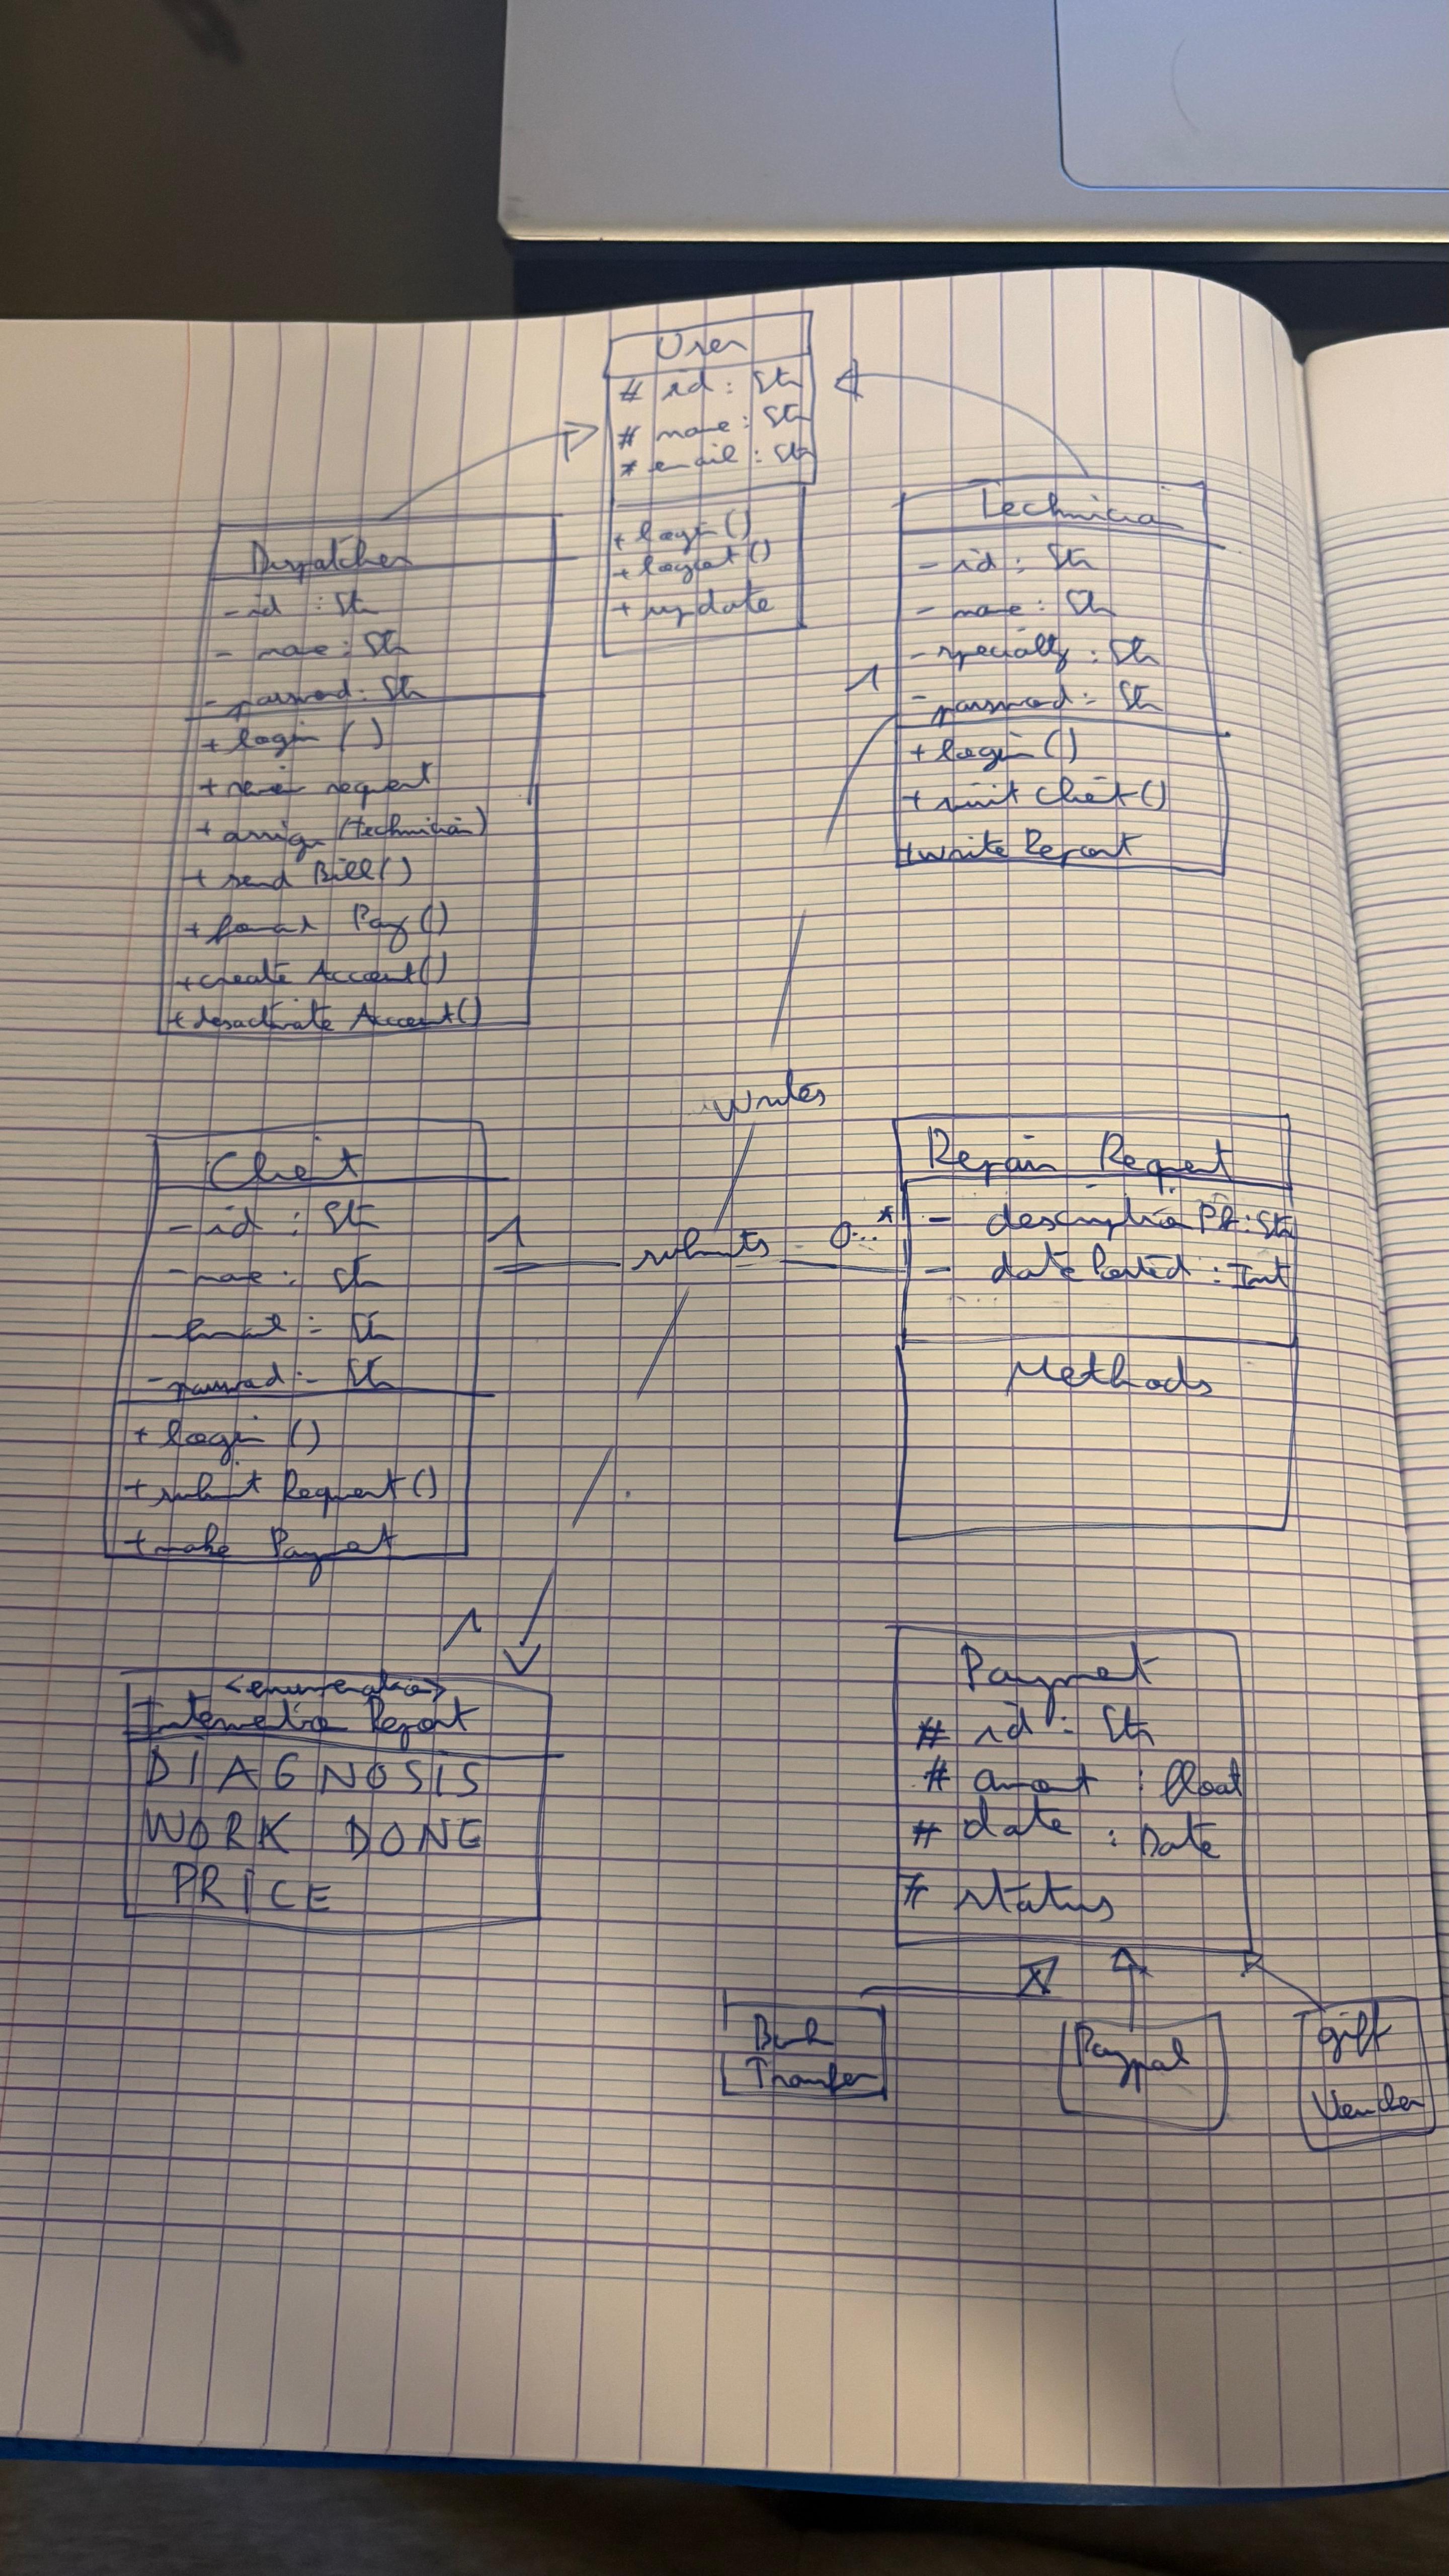 User
# id : Str
# name : Str
# email : Str
+ login ()
+ logout ()
+ update
Dispatcher
- id : Str
- name : Str
- password : Str
+ login ()
+ request
+ assign (technician)
+ send Bill ()
+ Pay ()
+ create Account ()
+ desactivate Account ()
Technician
- id : Str
- name : Str
- specialty : Str
- password : Str
+ login ()
+ visit Client ()
+ write Report
1
writes
1
Client
- id : Str
- name : Str
- Email : Str
- password : Str
+ login ()
+ submit Request ()
+ make Payment
1 submits 0..*
Repair Request
- description Pb : Str
- date Posted : Int
Methods
<enumeration>
Intervention Report
DIAGNOSIS
WORK DONE
PRICE
Payment
# id : Str
# amount : float
# date : Date
# status
Bank
Transfer
Paypal
gift
Voucher